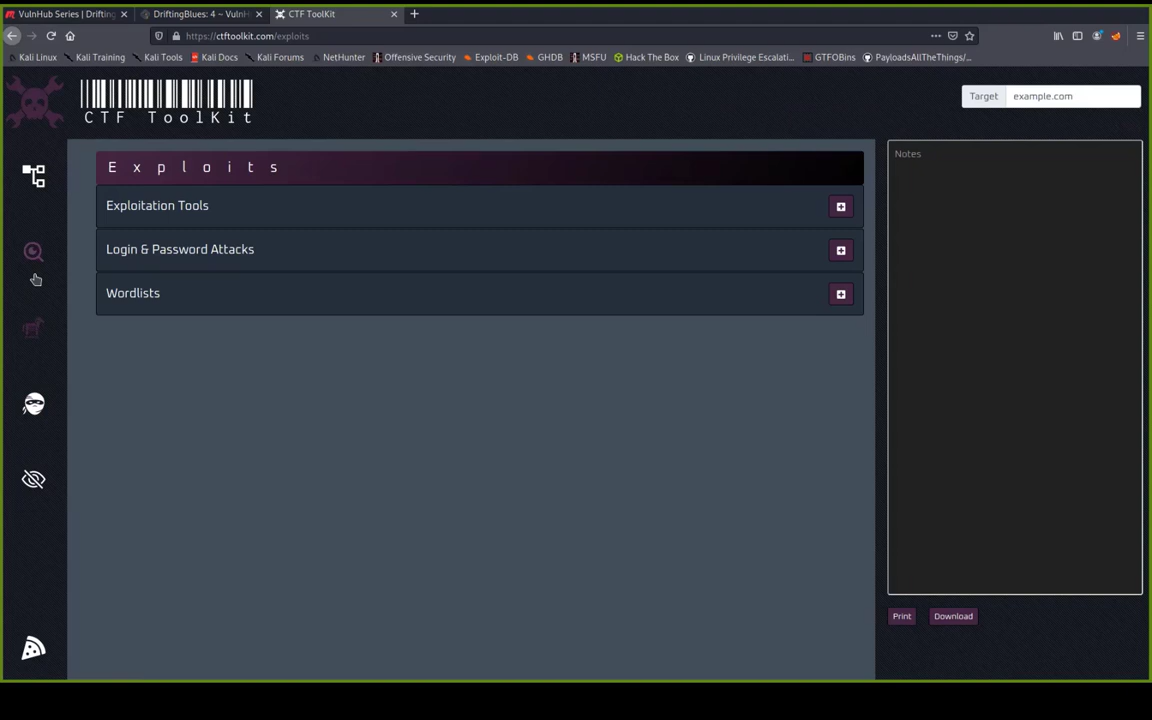 VulnHub Series | Drifting
DriftingBlues: 4 ~ VulnH
CTF ToolKit
https://ctftoolkit.com/exploits
Kali Linux
Kali Training
Kali Tools
Kali Docs
Kali Forums
NetHunter
Offensive Security
Exploit-DB
GHDB
MSFU
Hack The Box
Linux Privilege Escalati...
GTFOBins
PayloadsAllTheThings/...
CTF ToolKit
Target
example.com
Exploits
Exploitation Tools
Login & Password Attacks
Wordlists
Notes
Print
Download